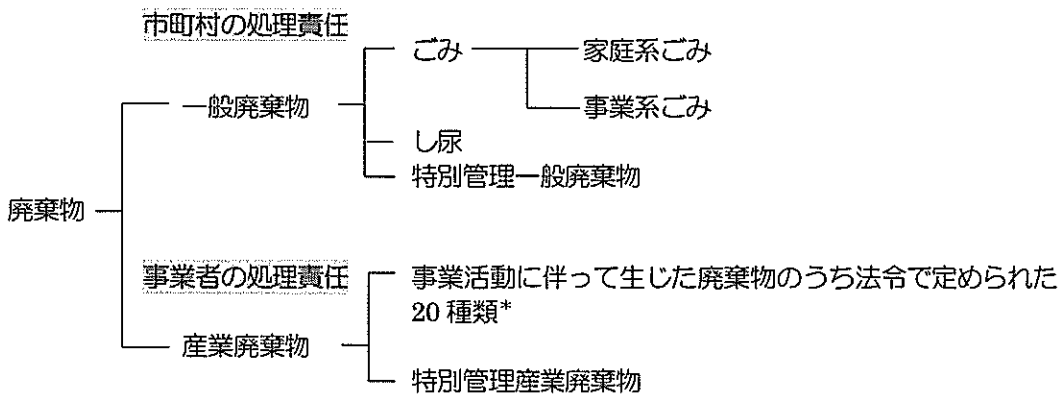 市町村の処理責任
ごみ
家庭系ごみ
一般廃棄物
事業系ごみ
し尿
特別管理一般廃棄物
廃棄物
事業者の処理責任
事業活動に伴って生じた廃棄物のうち法令で定められた
20 種類*
産業廃棄物
特別管理産業廃棄物